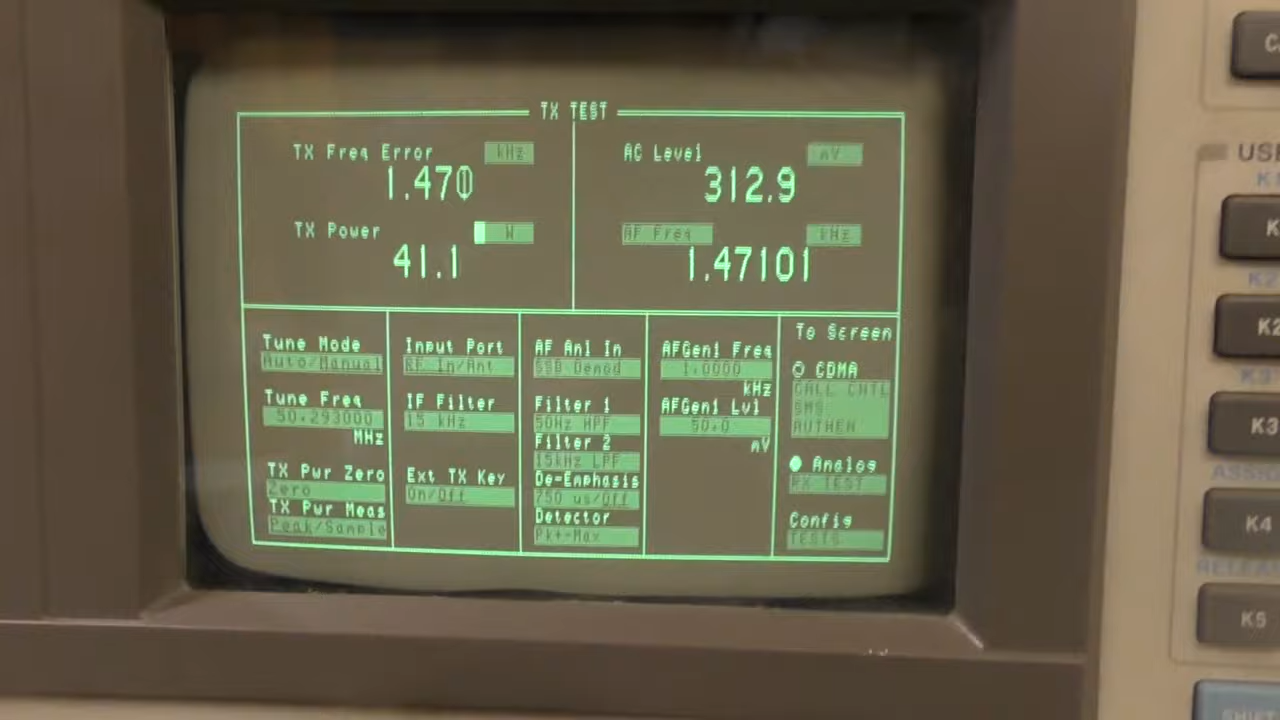 TX TEST
TX Freq Error kHz
1.470
TX Power W
41.1
AC Level mV
312.9
AF Freq kHz
1.47101
Tune Mode
Auto/Manual
Tune Freq
50.293000
MHz
TX Pwr Zero
Zero
TX Pwr Meas
Peak/Sample
Input Port
RF In/Ant
IF Filter
15 kHz
Ext TX Key
On/Off
AF Anl In
SSB Demod
Filter 1
50Hz HPF
Filter 2
15kHz LPF
De-Emphasis
750 us/Off
Detector
Pk+-Max
AFGen1 Freq
1.0000
kHz
AFGen1 Lvl
50.0
mV
To Screen
CDMA
CALL CNTL
SMS
AUTHEN
Analog
RX TEST
Config
TESTS
K2
K3
K4
K5